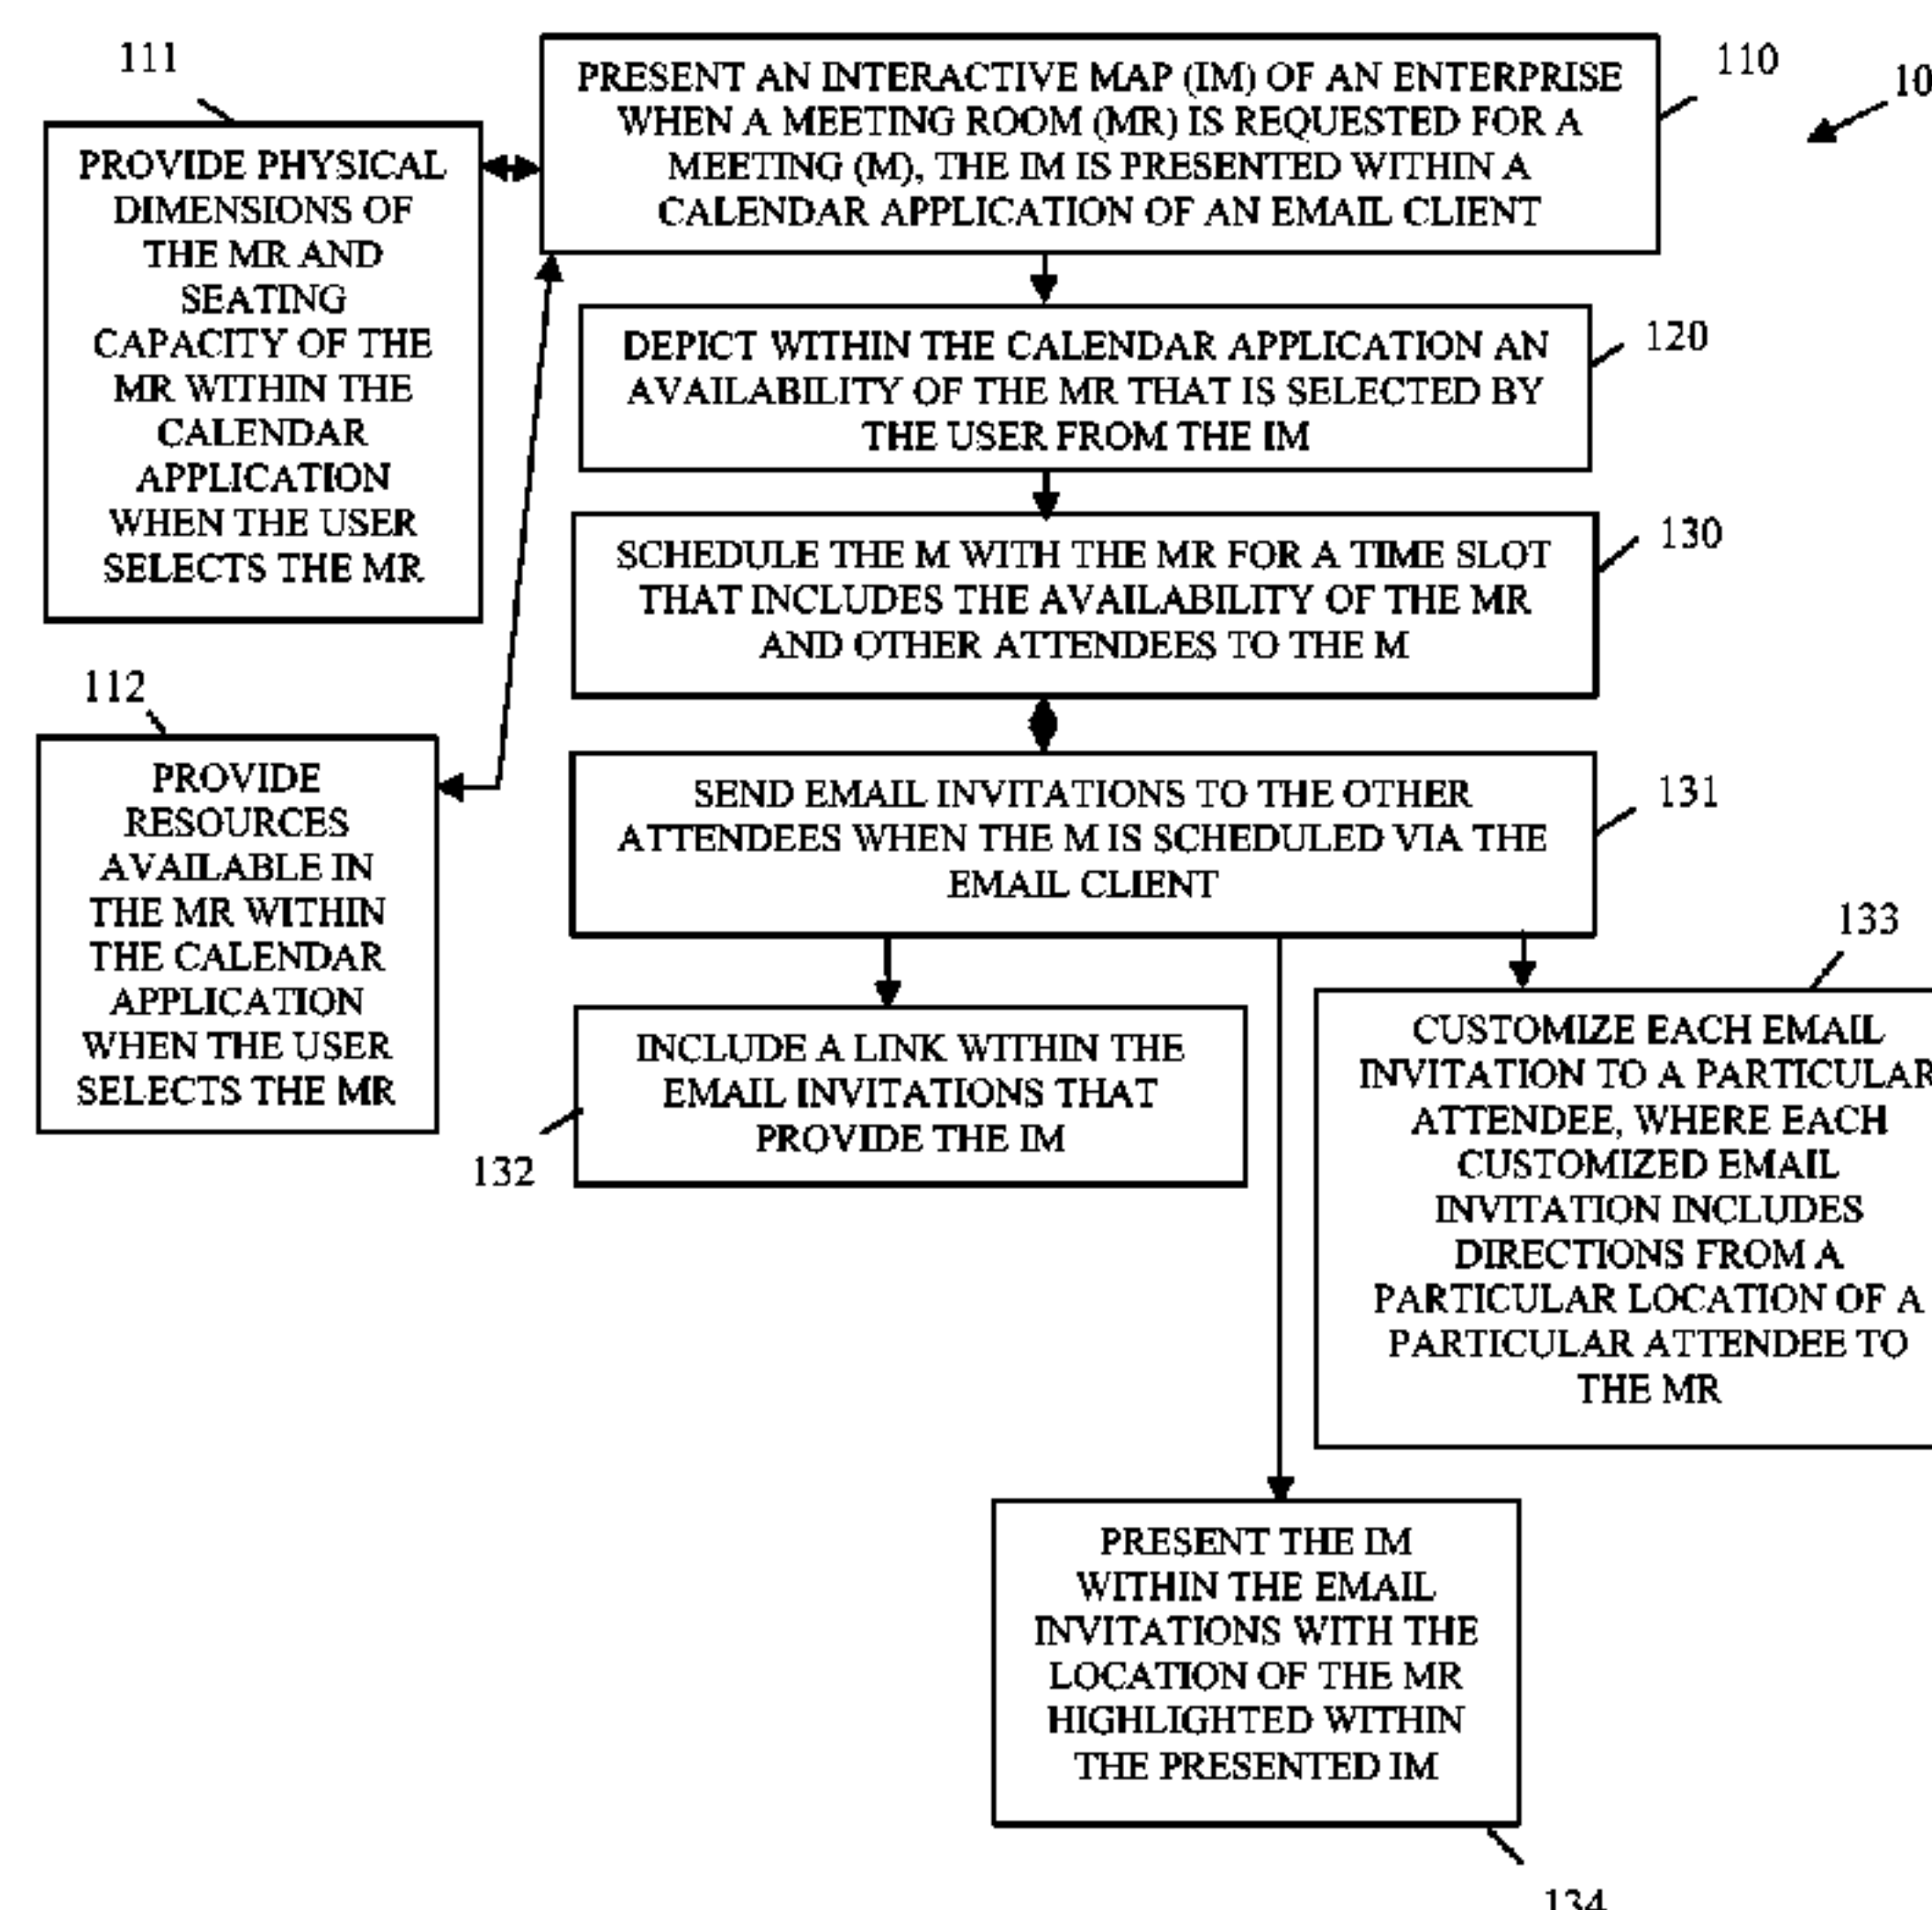 111
PRESENT AN INTERACTIVE MAP (IM) OF AN ENTERPRISE
WHEN A MEETING ROOM (MR) IS REQUESTED FOR A
MEETING (M), THE IM IS PRESENTED WITHIN A
CALENDAR APPLICATION OF AN EMAIL CLIENT
110
10
PROVIDE PHYSICAL
DIMENSIONS OF
THE MR AND
SEATING
CAPACITY OF THE
MR WITHIN THE
CALENDAR
APPLICATION
WHEN THE USER
SELECTS THE MR
DEPICT WITHIN THE CALENDAR APPLICATION AN
AVAILABILITY OF THE MR THAT IS SELECTED BY
THE USER FROM THE IM
120
SCHEDULE THE M WITH THE MR FOR A TIME SLOT
THAT INCLUDES THE AVAILABILITY OF THE MR
AND OTHER ATTENDEES TO THE M
130
112
PROVIDE
RESOURCES
AVAILABLE IN
THE MR WITHIN
THE CALENDAR
APPLICATION
WHEN THE USER
SELECTS THE MR
SEND EMAIL INVITATIONS TO THE OTHER
ATTENDEES WHEN THE M IS SCHEDULED VIA THE
EMAIL CLIENT
131
INCLUDE A LINK WITHIN THE
EMAIL INVITATIONS THAT
PROVIDE THE IM
132
133
CUSTOMIZE EACH EMAIL
INVITATION TO A PARTICULAR
ATTENDEE, WHERE EACH
CUSTOMIZED EMAIL
INVITATION INCLUDES
DIRECTIONS FROM A
PARTICULAR LOCATION OF A
PARTICULAR ATTENDEE TO
THE MR
PRESENT THE IM
WITHIN THE EMAIL
INVITATIONS WITH THE
LOCATION OF THE MR
HIGHLIGHTED WITHIN
THE PRESENTED IM
134